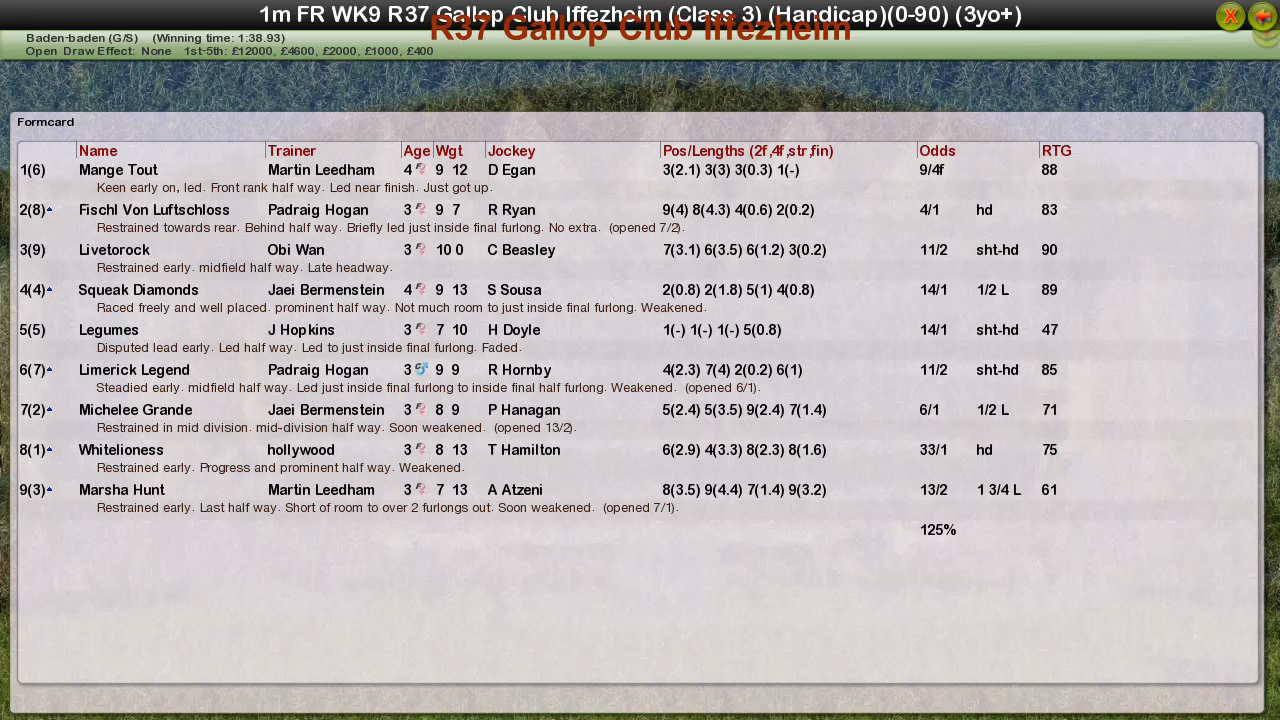 1m FR WK9 R37 Gallop Club Iffezheim (Class 3) (Handicap)(0-90) (3yo+)
R37 Gallop Club Iffezheim
Baden-baden (G/S) (Winning time: 1:38.93)
Open Draw Effect: None 1st-5th: £12000, £4600, £2000, £1000, £400
Formcard
Name Trainer Age Wgt Jockey Pos/Lengths (2f,4f,str,fin) Odds RTG
1(6) Mange Tout Martin Leedham 4 9 12 D Egan 3(2.1) 3(3) 3(0.3) 1(-) 9/4f 88
Keen early on, led. Front rank half way. Led near finish. Just got up.
2(8) Fischl Von Luftschloss Padraig Hogan 3 9 7 R Ryan 9(4) 8(4.3) 4(0.6) 2(0.2) 4/1 hd 83
Restrained towards rear. Behind half way. Briefly led just inside final furlong. No extra. (opened 7/2).
3(9) Livetorock Obi Wan 3 10 0 C Beasley 7(3.1) 6(3.5) 6(1.2) 3(0.2) 11/2 sht-hd 90
Restrained early. midfield half way. Late headway.
4(4) Squeak Diamonds Jaei Bermenstein 4 9 13 S Sousa 2(0.8) 2(1.8) 5(1) 4(0.8) 14/1 1/2 L 89
Raced freely and well placed. prominent half way. Not much room to just inside final furlong. Weakened.
5(5) Legumes J Hopkins 3 7 10 H Doyle 1(-) 1(-) 1(-) 5(0.8) 14/1 sht-hd 47
Disputed lead early. Led half way. Led to just inside final furlong. Faded.
6(7) Limerick Legend Padraig Hogan 3 9 9 R Hornby 4(2.3) 7(4) 2(0.2) 6(1) 11/2 sht-hd 85
Steadied early. midfield half way. Led just inside final furlong to inside final half furlong. Weakened. (opened 6/1).
7(2) Michelee Grande Jaei Bermenstein 3 8 9 P Hanagan 5(2.4) 5(3.5) 9(2.4) 7(1.4) 6/1 1/2 L 71
Restrained in mid division. mid-division half way. Soon weakened. (opened 13/2).
8(1) Whitelioness hollywood 3 8 13 T Hamilton 6(2.9) 4(3.3) 8(2.3) 8(1.6) 33/1 hd 75
Restrained early. Progress and prominent half way. Weakened.
9(3) Marsha Hunt Martin Leedham 3 7 13 A Atzeni 8(3.5) 9(4.4) 7(1.4) 9(3.2) 13/2 1 3/4 L 61
Restrained early. Last half way. Short of room to over 2 furlongs out. Soon weakened. (opened 7/1).
125%